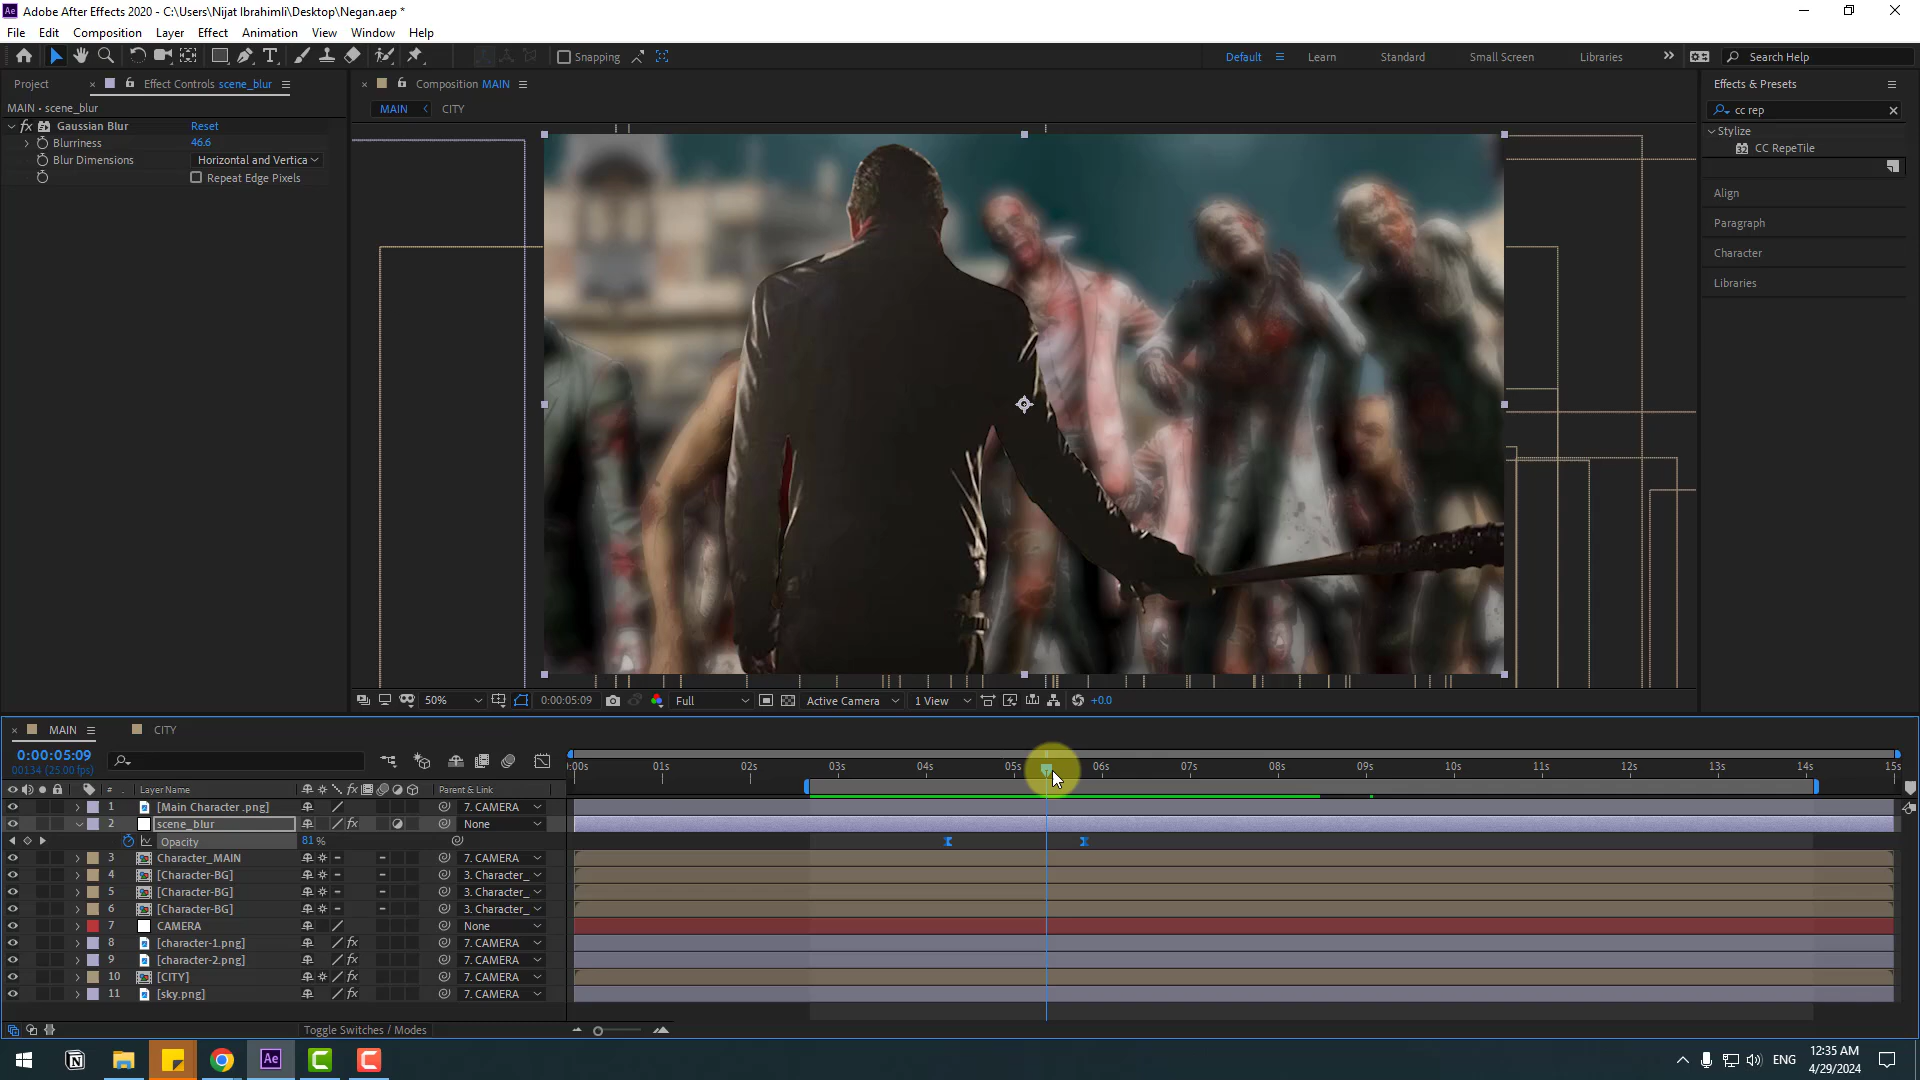 Adobe After Effects 2020 - C:\Users\Nijat Ibrahimli\Desktop\Negan.aep *
File Edit Composition Layer Effect Animation View Window Help
Snapping Default Learn Standard Small Screen Libraries Search Help
Project Effect Controls scene_blur
MAIN • scene_blur
fx Gaussian Blur Reset
Blurriness 46.6
Blur Dimensions Horizontal and Vertica
Repeat Edge Pixels
Composition MAIN
MAIN CITY
Effects & Presets
cc rep
Stylize
32 CC RepeTile
Align
Paragraph
Character
Libraries
50% 0:00:05:09 Full Active Camera 1 View +0.0
MAIN CITY
0:00:05:09
00134 (25.00 fps)
:00s 01s 02s 03s 04s 05s 06s 07s 08s 09s 10s 11s 12s 13s 14s 15s
# Layer Name Parent & Link
1 [Main Character .png] 7. CAMERA
2 scene_blur fx None
Opacity 81 %
3 Character_MAIN 7. CAMERA
4 [Character-BG] 3. Character_
5 [Character-BG] 3. Character_
6 [Character-BG] 3. Character_
7 CAMERA None
8 [character-1.png] fx 7. CAMERA
9 [character-2.png] fx 7. CAMERA
10 [CITY] fx 7. CAMERA
11 [sky.png] fx 7. CAMERA
Toggle Switches / Modes
Ae ENG
12:35 AM
4/29/2024